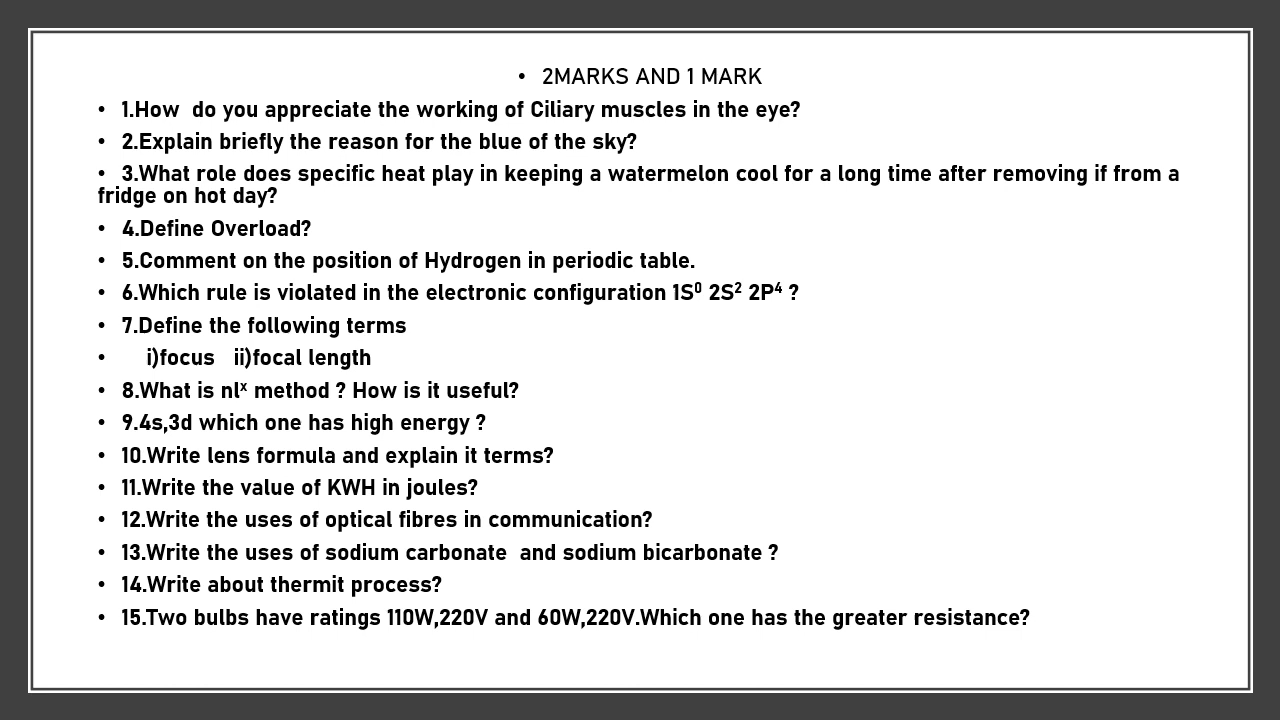 • 2MARKS AND 1 MARK
• 1.How  do you appreciate the working of Ciliary muscles in the eye?
• 2.Explain briefly the reason for the blue of the sky?
• 3.What role does specific heat play in keeping a watermelon cool for a long time after removing if from a
fridge on hot day?
• 4.Define Overload?
• 5.Comment on the position of Hydrogen in periodic table.
• 6.Which rule is violated in the electronic configuration 1S⁰ 2S² 2P⁴ ?
• 7.Define the following terms
• i)focus   ii)focal length
• 8.What is nlˣ method ? How is it useful?
• 9.4s,3d which one has high energy ?
• 10.Write lens formula and explain it terms?
• 11.Write the value of KWH in joules?
• 12.Write the uses of optical fibres in communication?
• 13.Write the uses of sodium carbonate  and sodium bicarbonate ?
• 14.Write about thermit process?
• 15.Two bulbs have ratings 110W,220V and 60W,220V.Which one has the greater resistance?